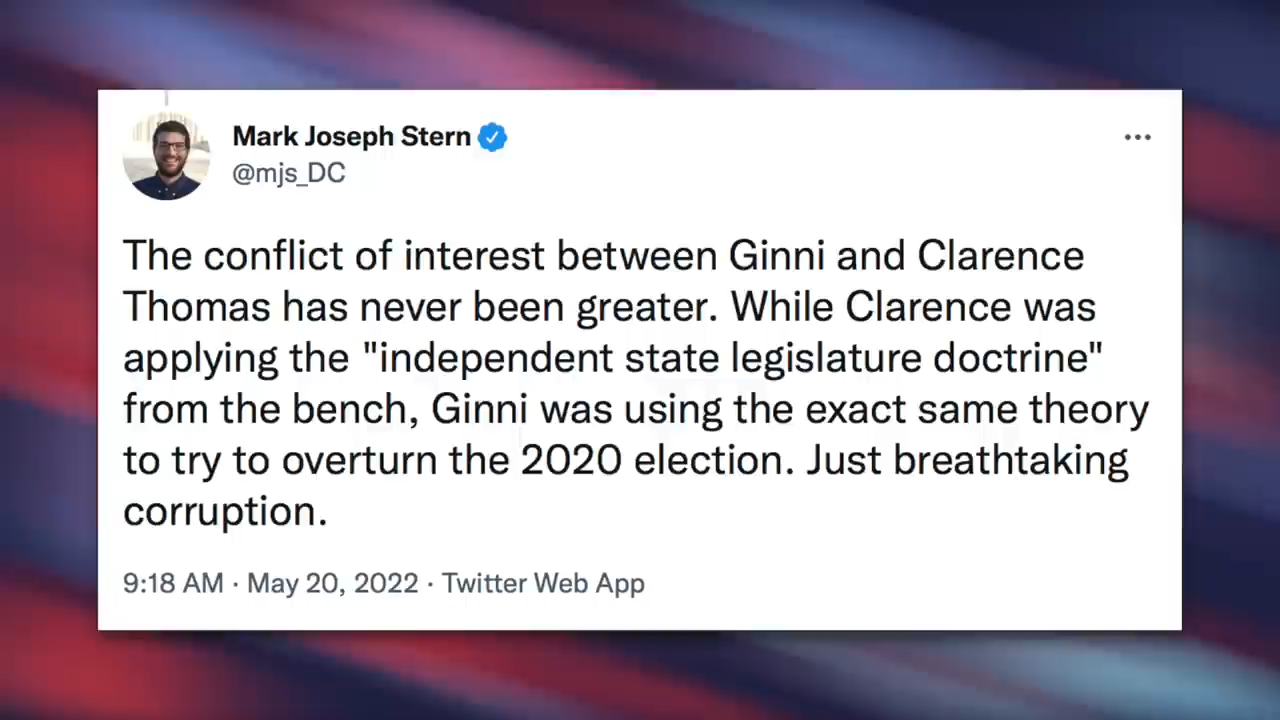 Mark Joseph Stern
@mjs_DC
The conflict of interest between Ginni and Clarence
Thomas has never been greater. While Clarence was
applying the "independent state legislature doctrine"
from the bench, Ginni was using the exact same theory
to try to overturn the 2020 election. Just breathtaking
corruption.
9:18 AM · May 20, 2022 · Twitter Web App